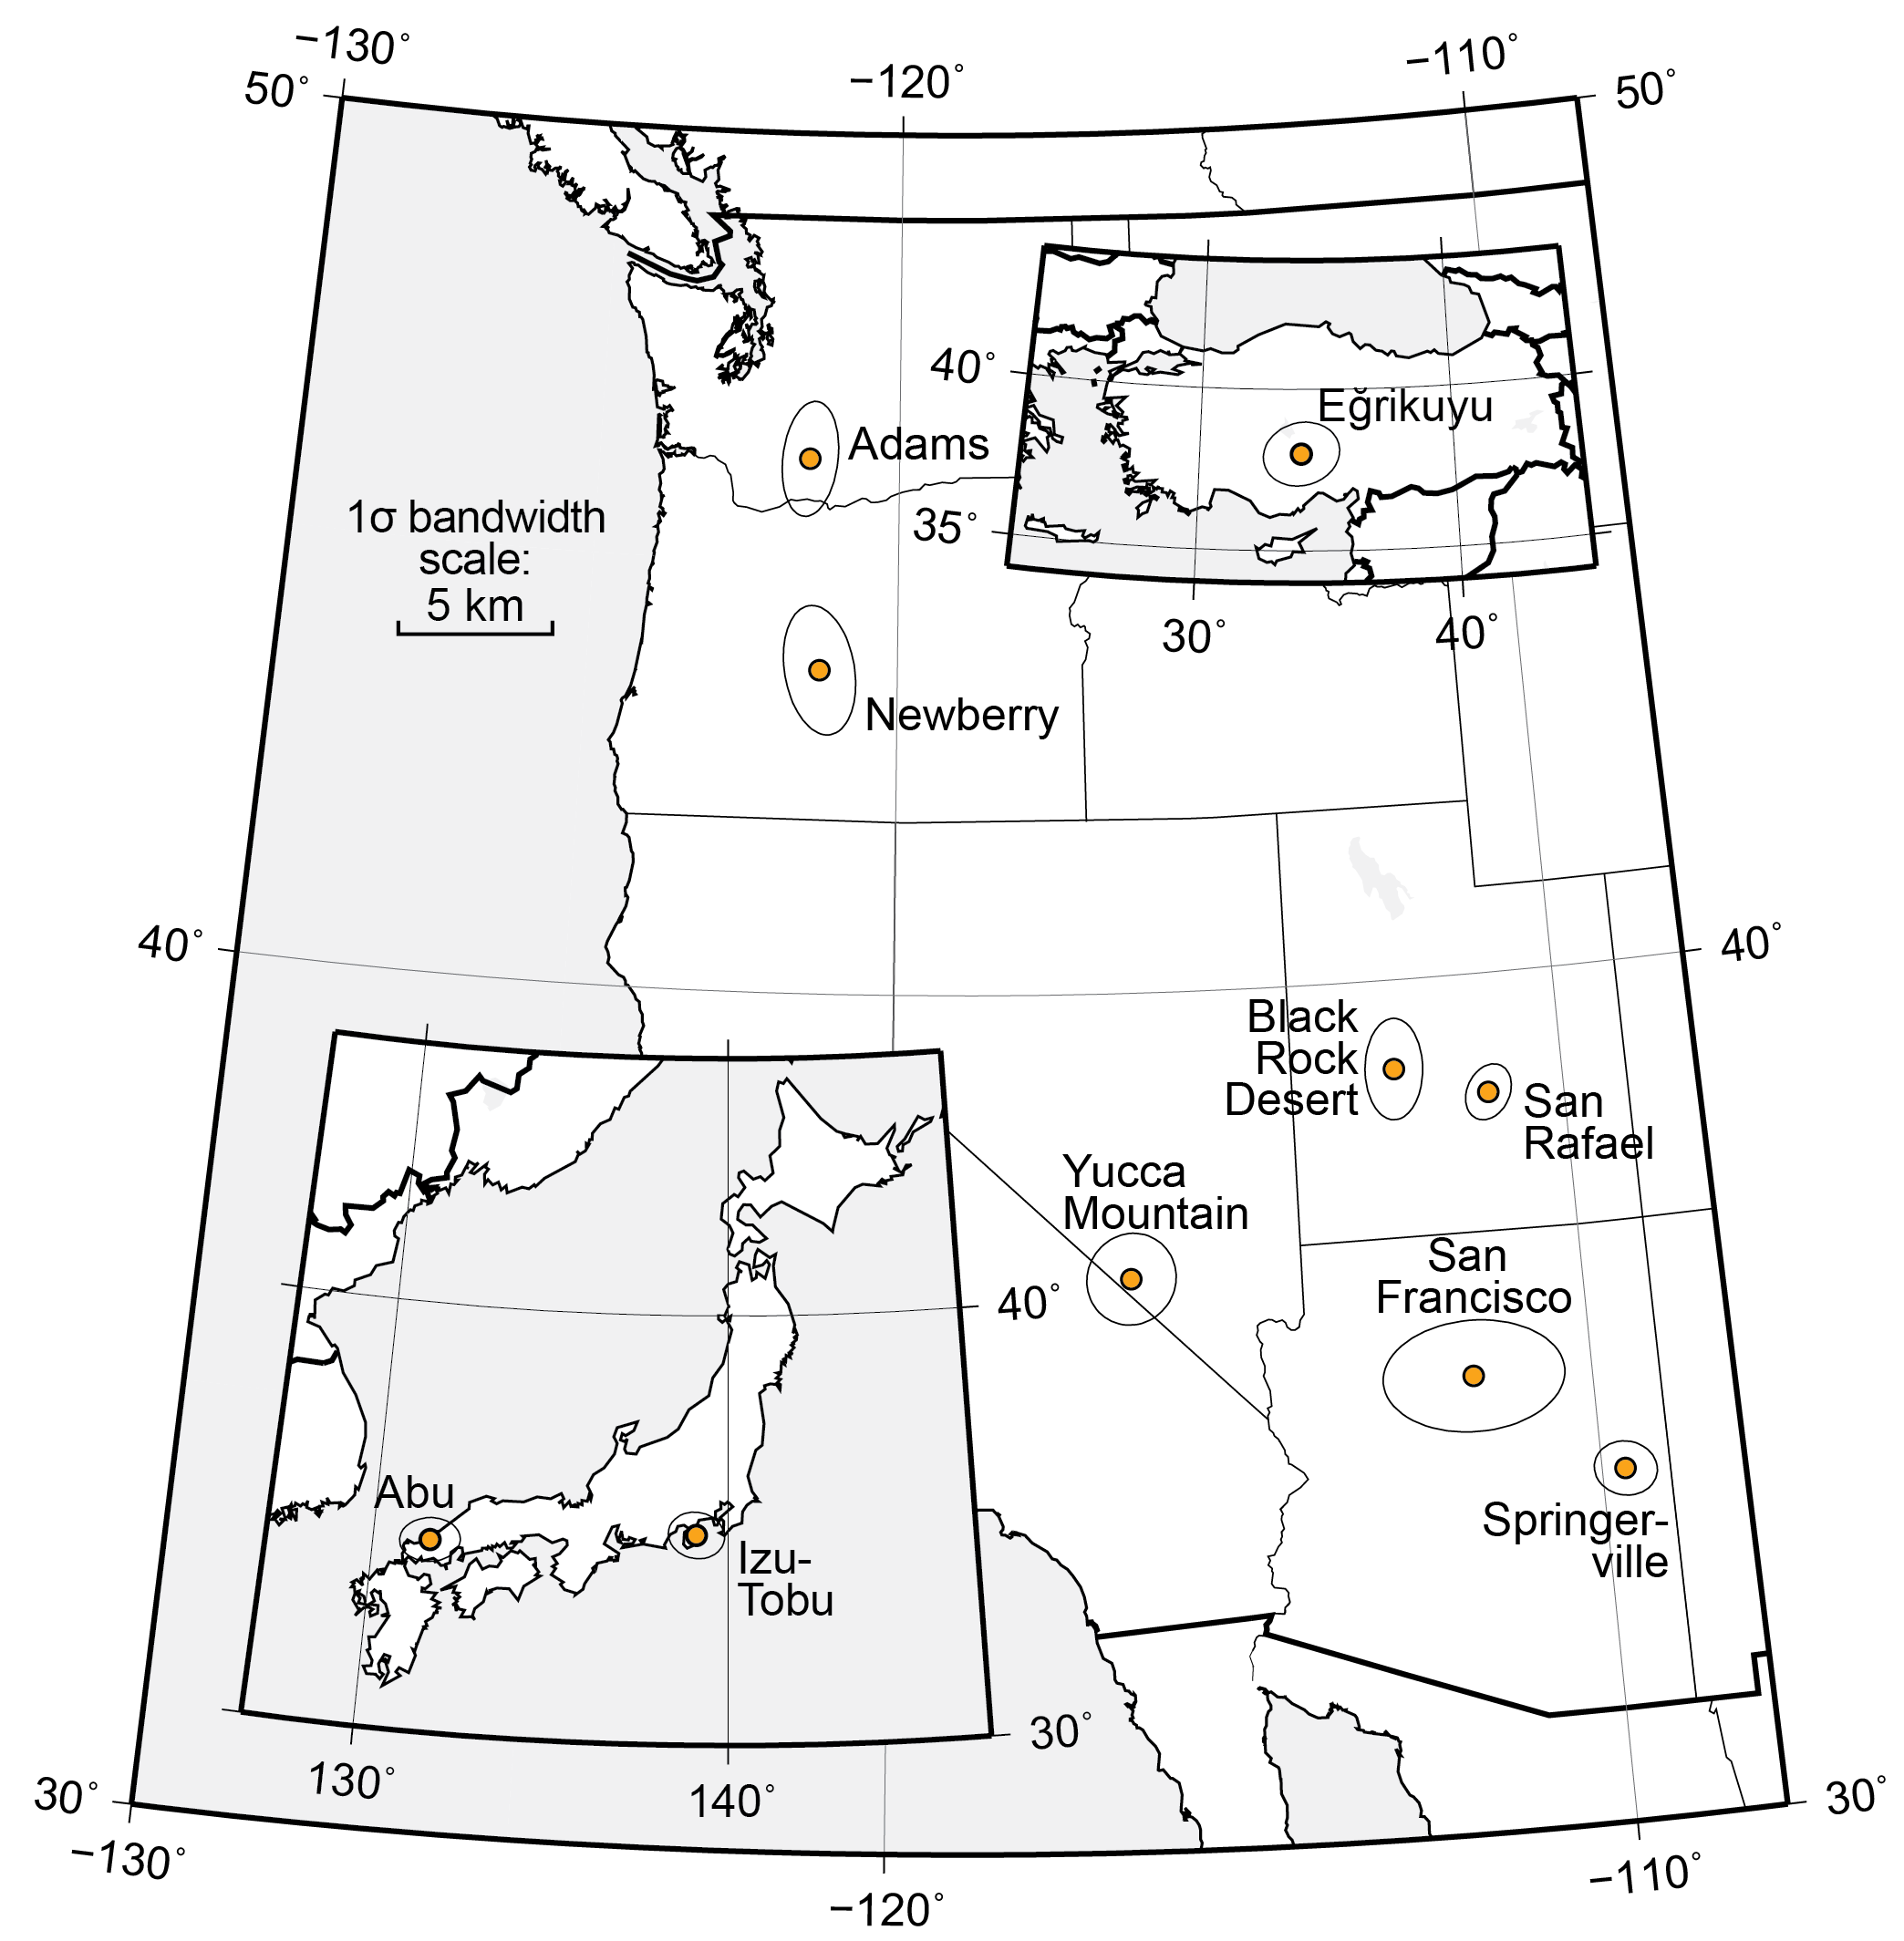 −130°
−120°
−110°
50°
50°
40°
Eğrikuyu
Adams
35°
1σ bandwidth
scale:
5 km
30°
40°
Newberry
40°
40°
Black
Rock
Desert
San
Rafael
Yucca
Mountain
San
Francisco
40°
Abu
Springer-
ville
Izu-
Tobu
30°
130°
140°
30°
30°
−130°
−110°
−120°